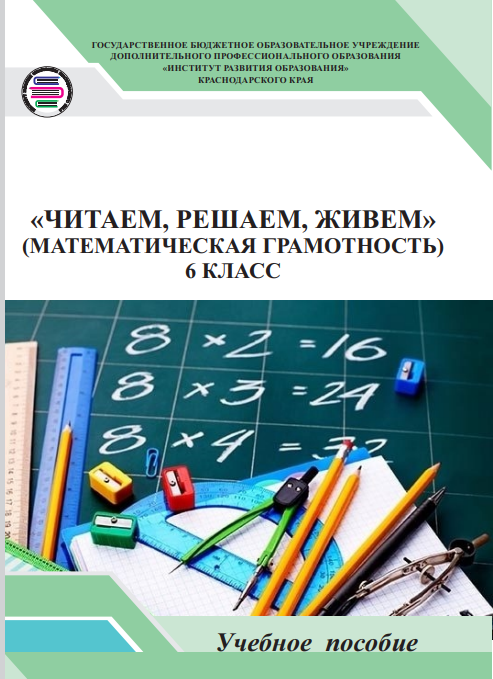 ГОСУДАРСТВЕННОЕ БЮДЖЕТНОЕ ОБРАЗОВАТЕЛЬНОЕ УЧРЕЖДЕНИЕ
ДОПОЛНИТЕЛЬНОГО ПРОФЕССИОНАЛЬНОГО ОБРАЗОВАНИЯ
«ИНСТИТУТ РАЗВИТИЯ ОБРАЗОВАНИЯ»
КРАСНОДАРСКОГО КРАЯ
«ЧИТАЕМ, РЕШАЕМ, ЖИВЕМ»
(МАТЕМАТИЧЕСКАЯ ГРАМОТНОСТЬ)
6 КЛАСС
8 × 2 = 16
8 × 3 = 24
8 × 4 = 32
Учебное пособие